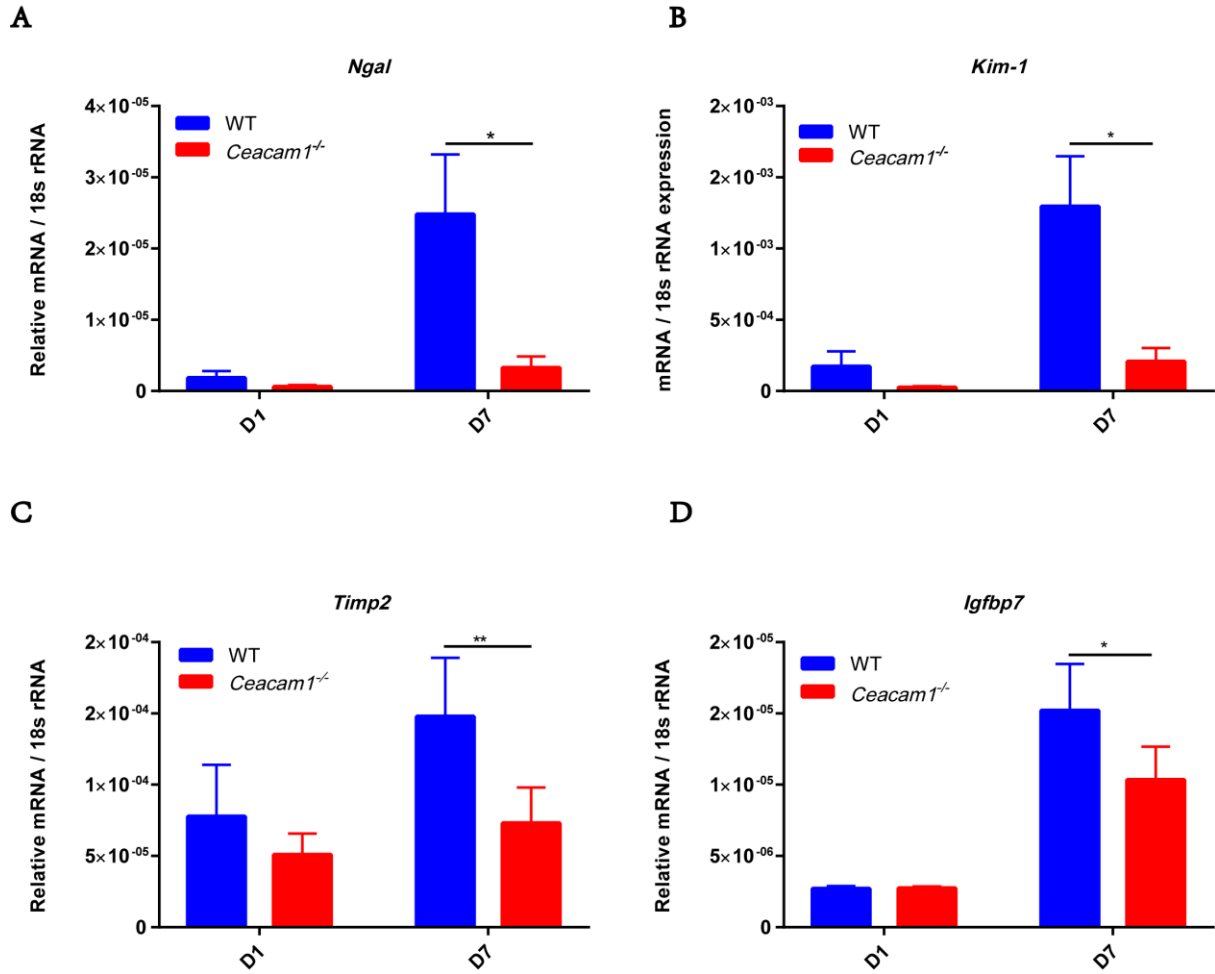 A
Ngal
Relative mRNA / 18s rRNA
4×10⁻⁰⁵
3×10⁻⁰⁵
2×10⁻⁰⁵
1×10⁻⁰⁵
0
WT
Ceacam1⁻/⁻
*
D1
D7
B
Kim-1
mRNA / 18s rRNA expression
2×10⁻⁰³
2×10⁻⁰³
1×10⁻⁰³
5×10⁻⁰⁴
0
WT
Ceacam1⁻/⁻
*
D1
D7
C
Timp2
Relative mRNA / 18s rRNA
2×10⁻⁰⁴
2×10⁻⁰⁴
1×10⁻⁰⁴
5×10⁻⁰⁵
0
WT
Ceacam1⁻/⁻
**
D1
D7
D
Igfbp7
Relative mRNA / 18s rRNA
2×10⁻⁰⁵
2×10⁻⁰⁵
1×10⁻⁰⁵
5×10⁻⁰⁶
0
WT
Ceacam1⁻/⁻
*
D1
D7